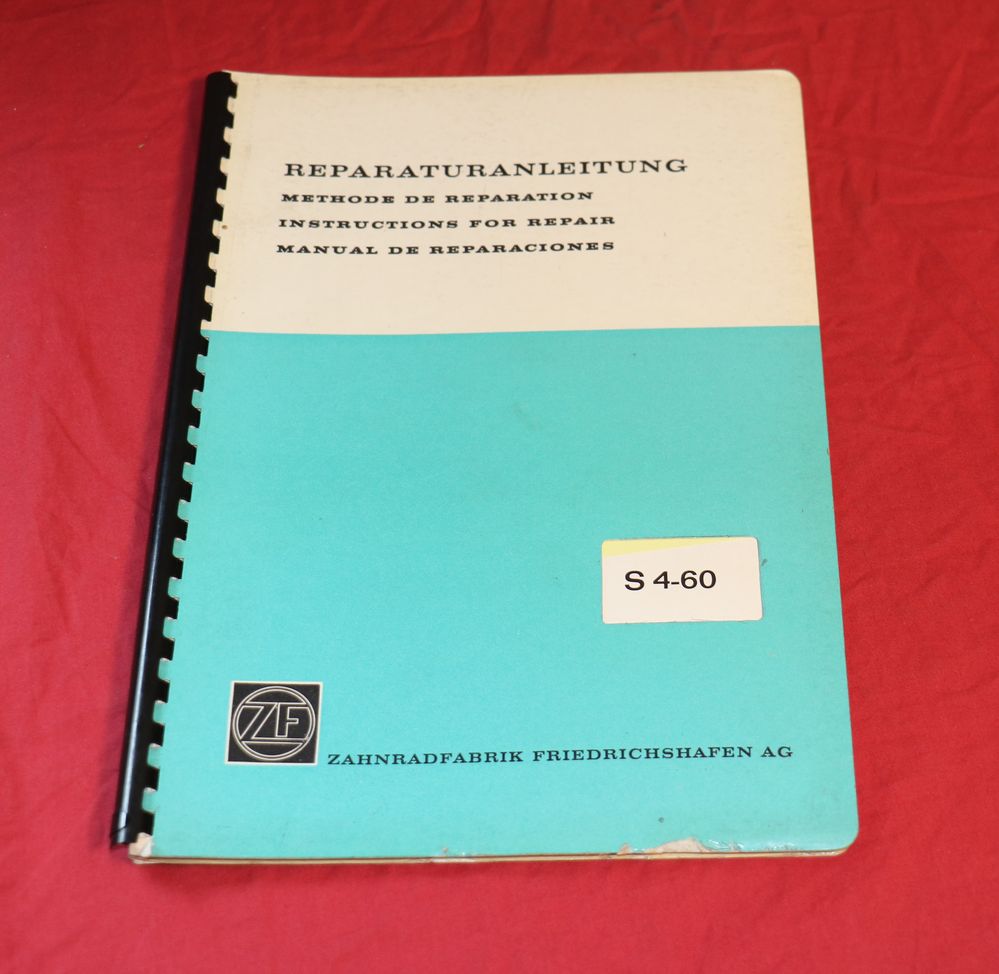 REPARATURANLEITUNG
METHODE DE REPARATION
INSTRUCTIONS FOR REPAIR
MANUAL DE REPARACIONES
S 4-60
ZF
ZAHNRADFABRIK FRIEDRICHSHAFEN AG